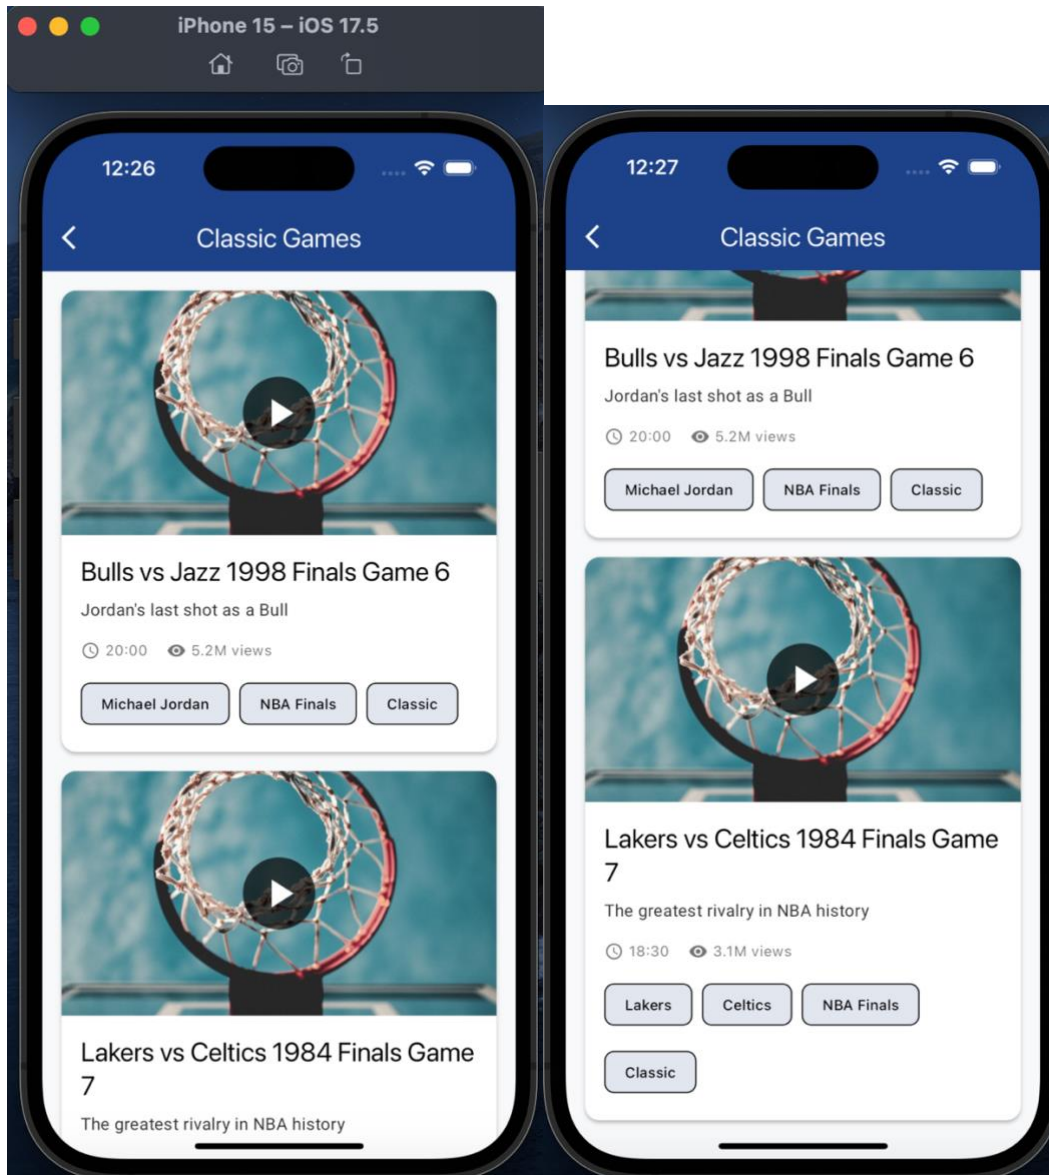 iPhone 15 – iOS 17.5
12:26
Classic Games
Bulls vs Jazz 1998 Finals Game 6
Jordan's last shot as a Bull
20:00 5.2M views
Michael Jordan NBA Finals Classic
Lakers vs Celtics 1984 Finals Game
7
The greatest rivalry in NBA history
12:27
Classic Games
Bulls vs Jazz 1998 Finals Game 6
Jordan's last shot as a Bull
20:00 5.2M views
Michael Jordan NBA Finals Classic
Lakers vs Celtics 1984 Finals Game
7
The greatest rivalry in NBA history
18:30 3.1M views
Lakers Celtics NBA Finals
Classic